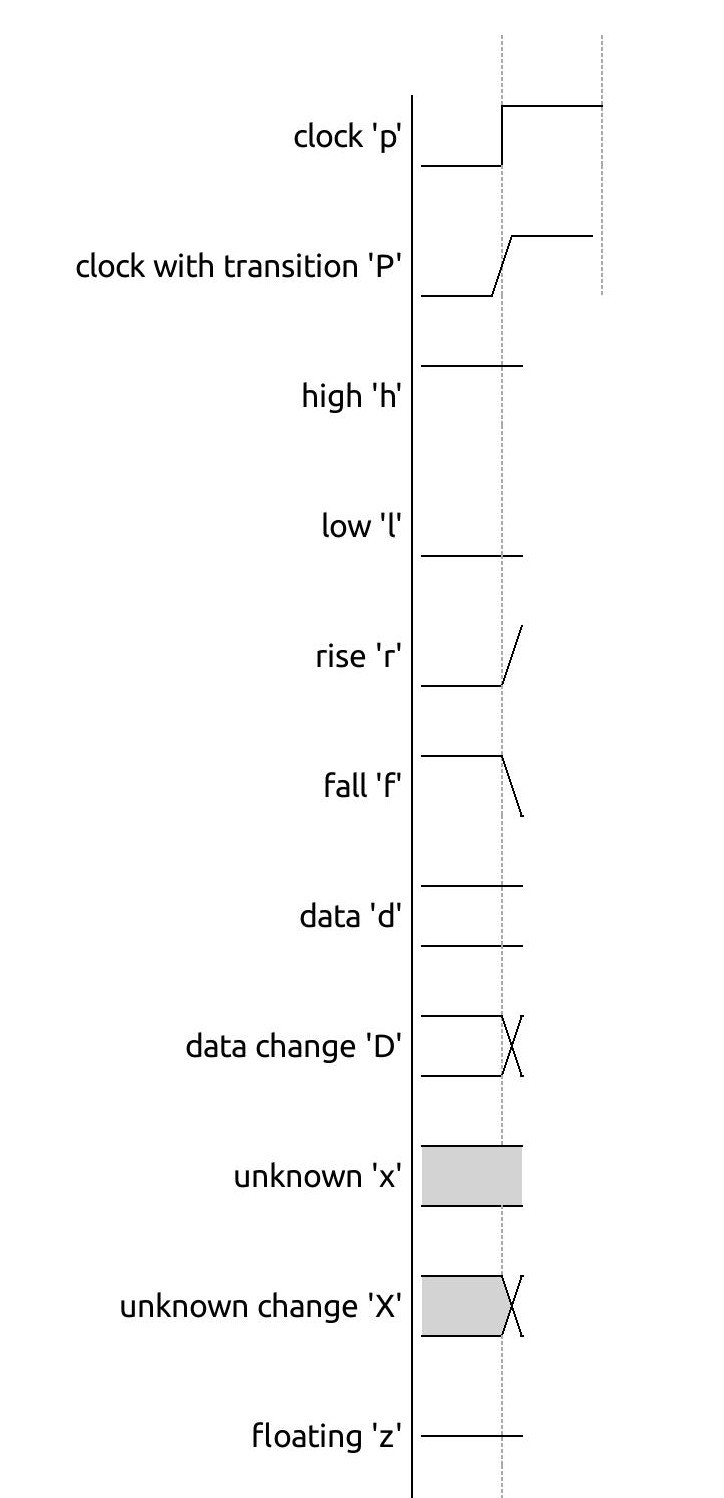 clock 'p'
clock with transition 'P'
high 'h'
low 'l'
rise 'r'
fall 'f'
data 'd'
data change 'D'
unknown 'x'
unknown change 'X'
floating 'z'